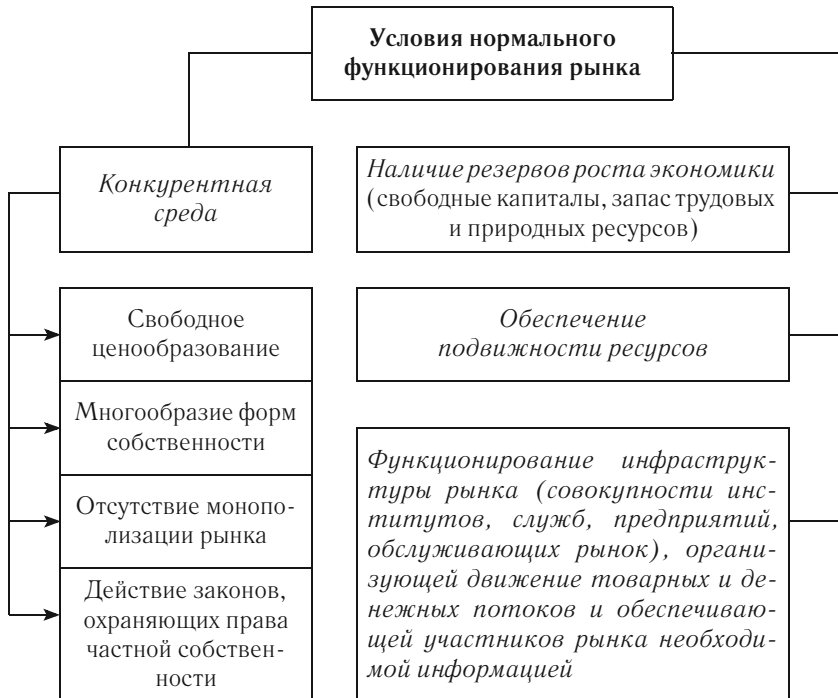 Условия нормального
функционирования рынка
Конкурентная
среда
Свободное
ценообразование
Многообразие форм
собственности
Отсутствие монопо-
лизации рынка
Действие законов,
охраняющих права
частной собствен-
ности
Наличие резервов роста экономики
(свободные капиталы, запас трудовых
и природных ресурсов)
Обеспечение
подвижности ресурсов
Функционирование инфраструк-
туры рынка (совокупности инс-
титутов, служб, предприятий,
обслуживающих рынок), органи-
зующей движение товарных и де-
нежных потоков и обеспечиваю-
щей участников рынка необходи-
мой информацией